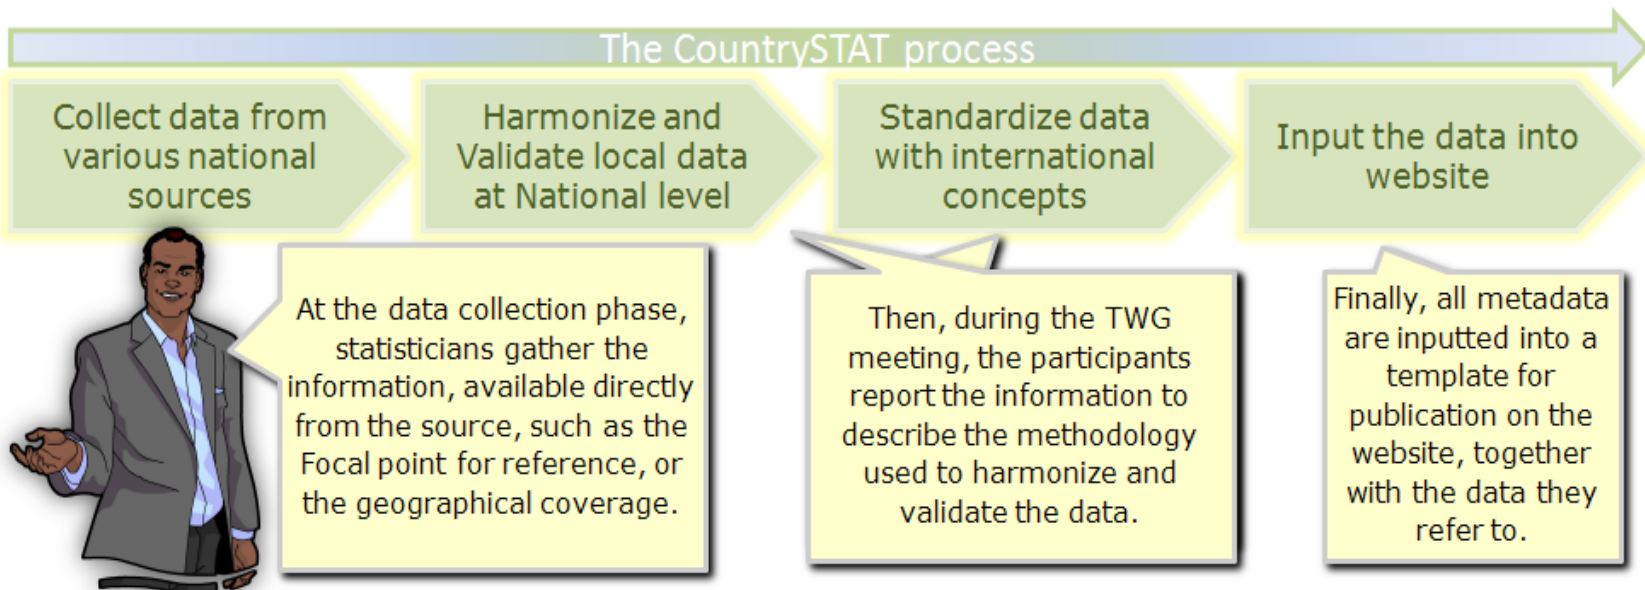 The CountrySTAT process
Collect data from
various national
sources
Harmonize and
Validate local data
at National level
Standardize data
with international
concepts
Input the data into
website
At the data collection phase,
statisticians gather the
information, available directly
from the source, such as the
Focal point for reference, or
the geographical coverage.
Then, during the TWG
meeting, the participants
report the information to
describe the methodology
used to harmonize and
validate the data.
Finally, all metadata
are inputted into a
template for
publication on the
website, together
with the data they
refer to.